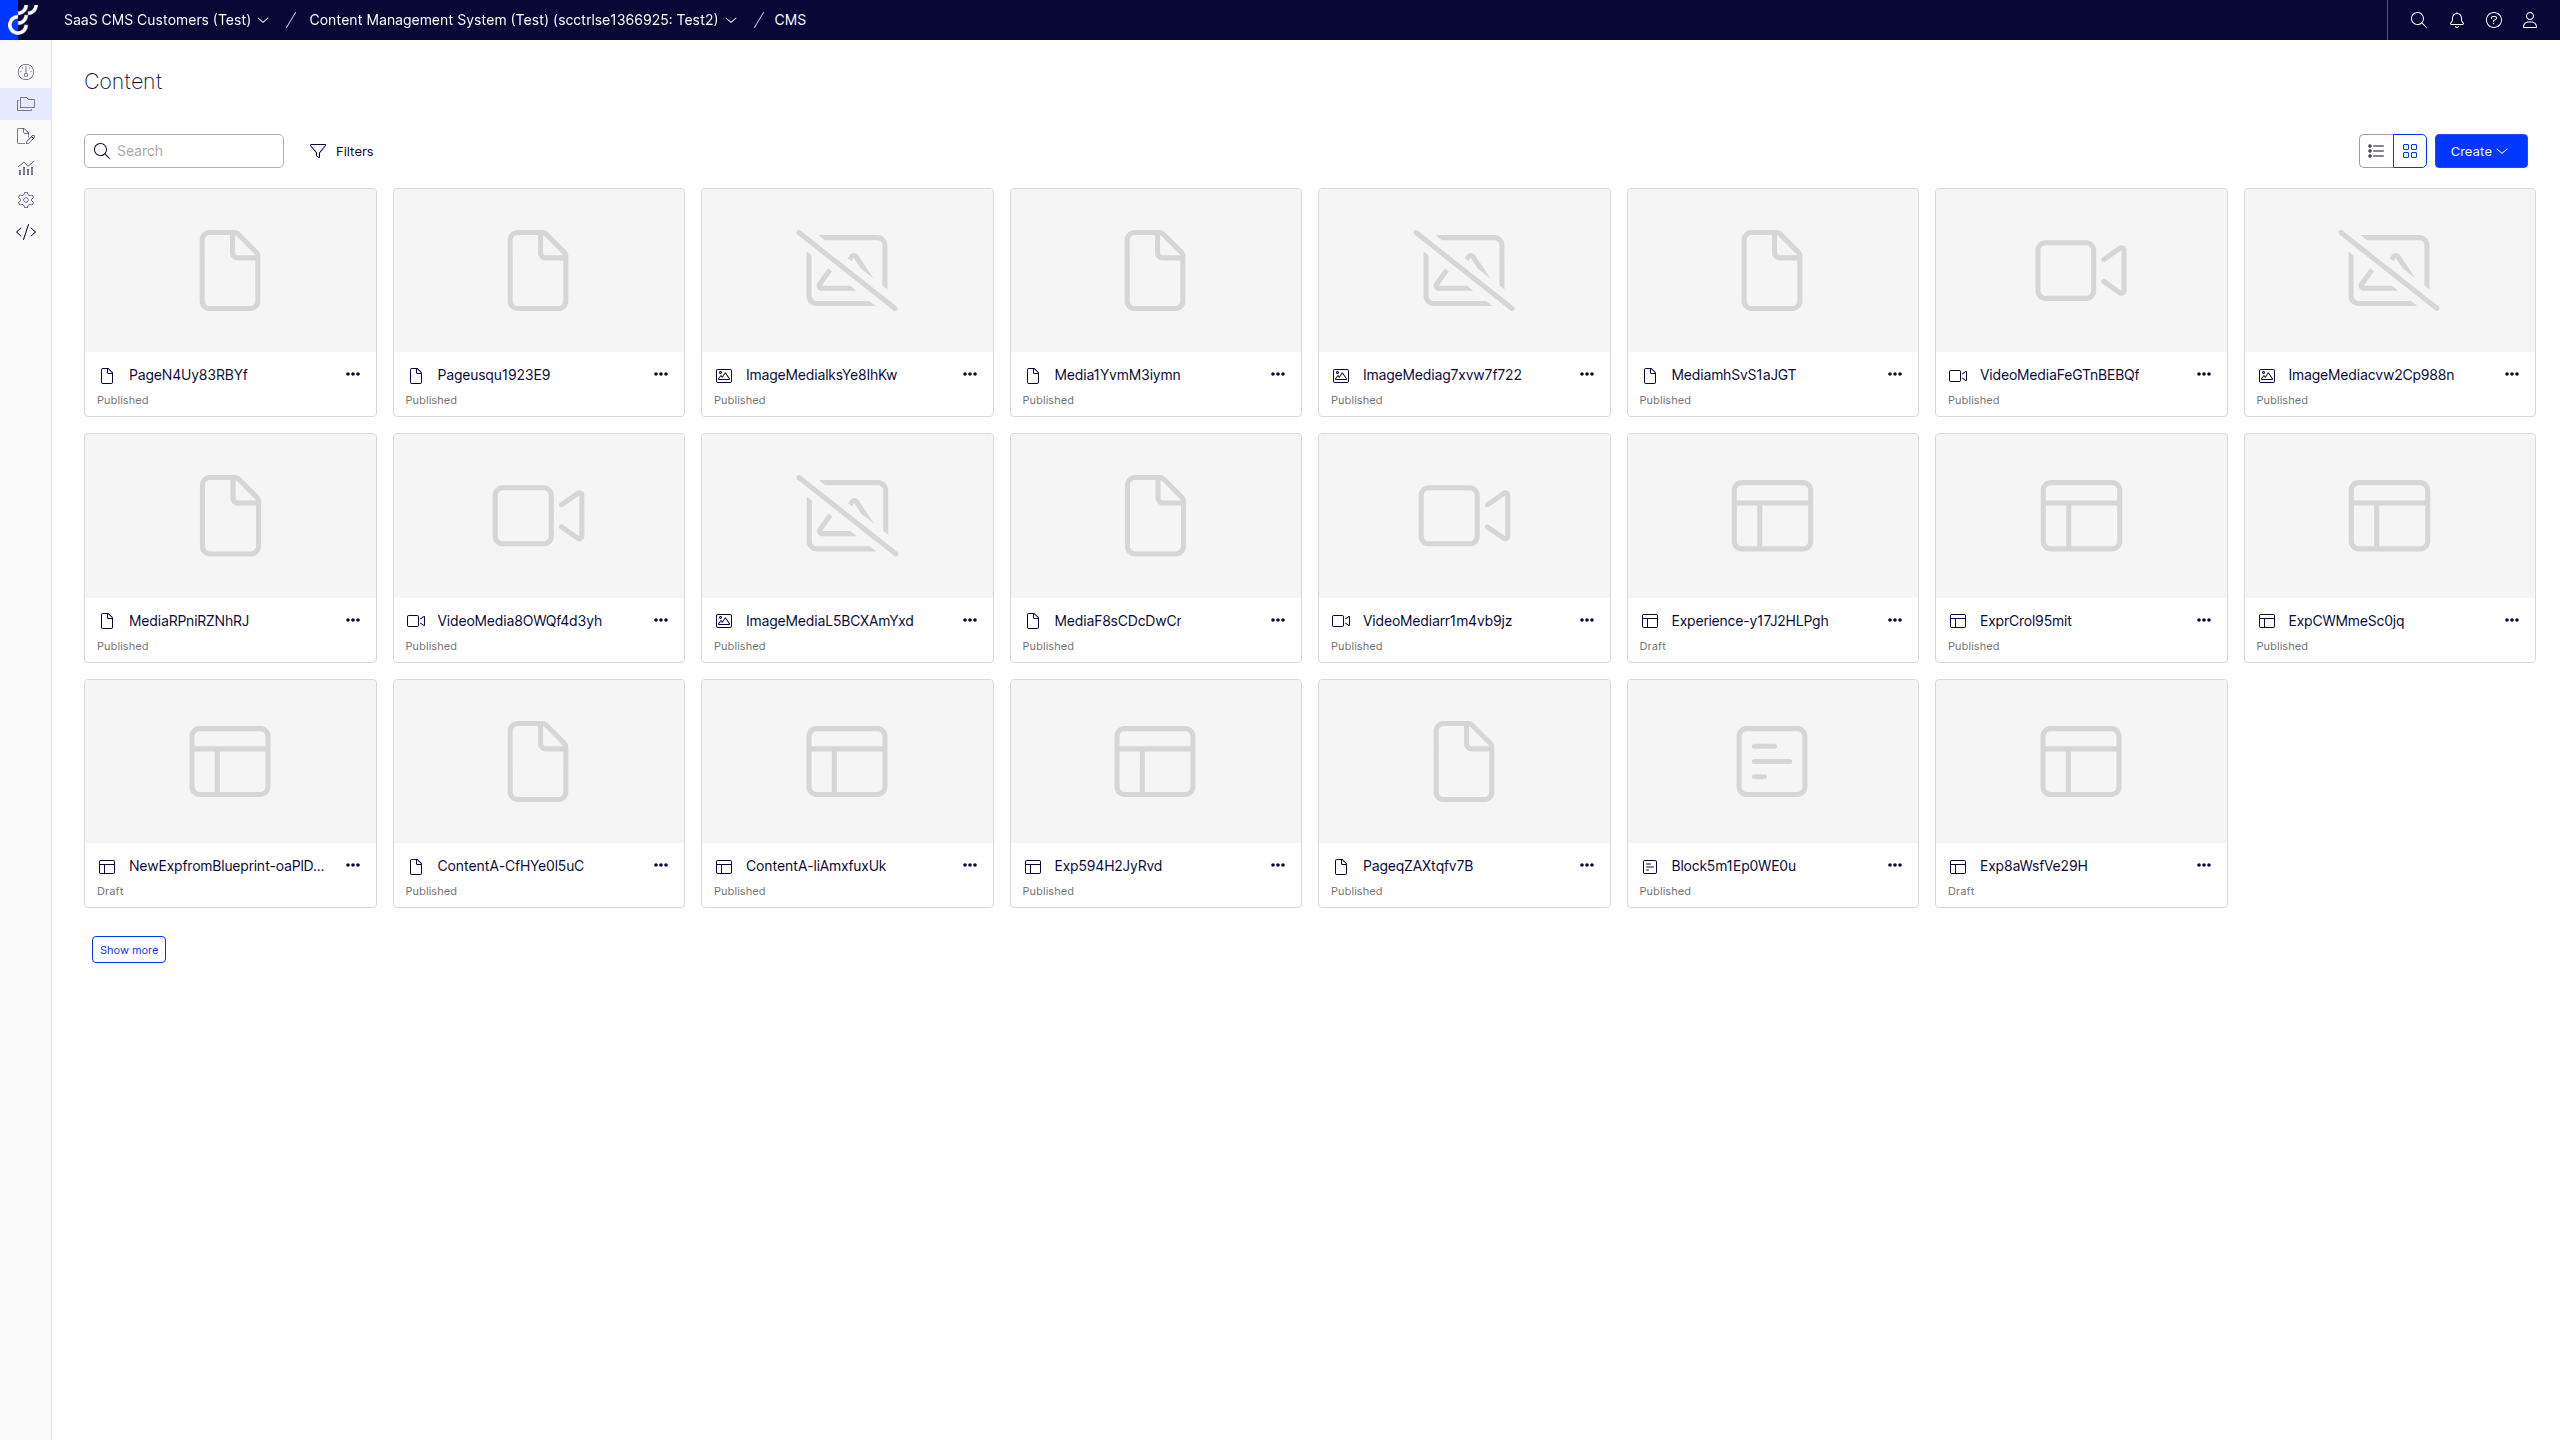 SaaS CMS Customers (Test) / Content Management System (Test) (scctrlse1366925: Test2) / CMS
Content
Search
Filters
Create
PageN4Uy83RBYf
Published
Pageusqu1923E9
Published
ImageMediaIksYe8lhKw
Published
Media1YvmM3iymn
Published
ImageMediag7xvw7f722
Published
MediamhSvS1aJGT
Published
VideoMediaFeGTnBEBQf
Published
ImageMediacvw2Cp988n
Published
MediaRPniRZNhRJ
Published
VideoMedia8OWQf4d3yh
Published
ImageMediaL5BCXAmYxd
Published
MediaF8sCDcDwCr
Published
VideoMediarr1m4vb9jz
Published
Experience-y17J2HLPgh
Draft
ExprCrol95mit
Published
ExpCWMmeSc0jq
Published
NewExpfromBlueprint-oaPlD...
Draft
ContentA-CfHYe0l5uC
Published
ContentA-liAmxfuxUk
Published
Exp594H2JyRvd
Published
PageqZAXtqfv7B
Published
Block5m1Ep0WE0u
Published
Exp8aWsfVe29H
Draft
Show more